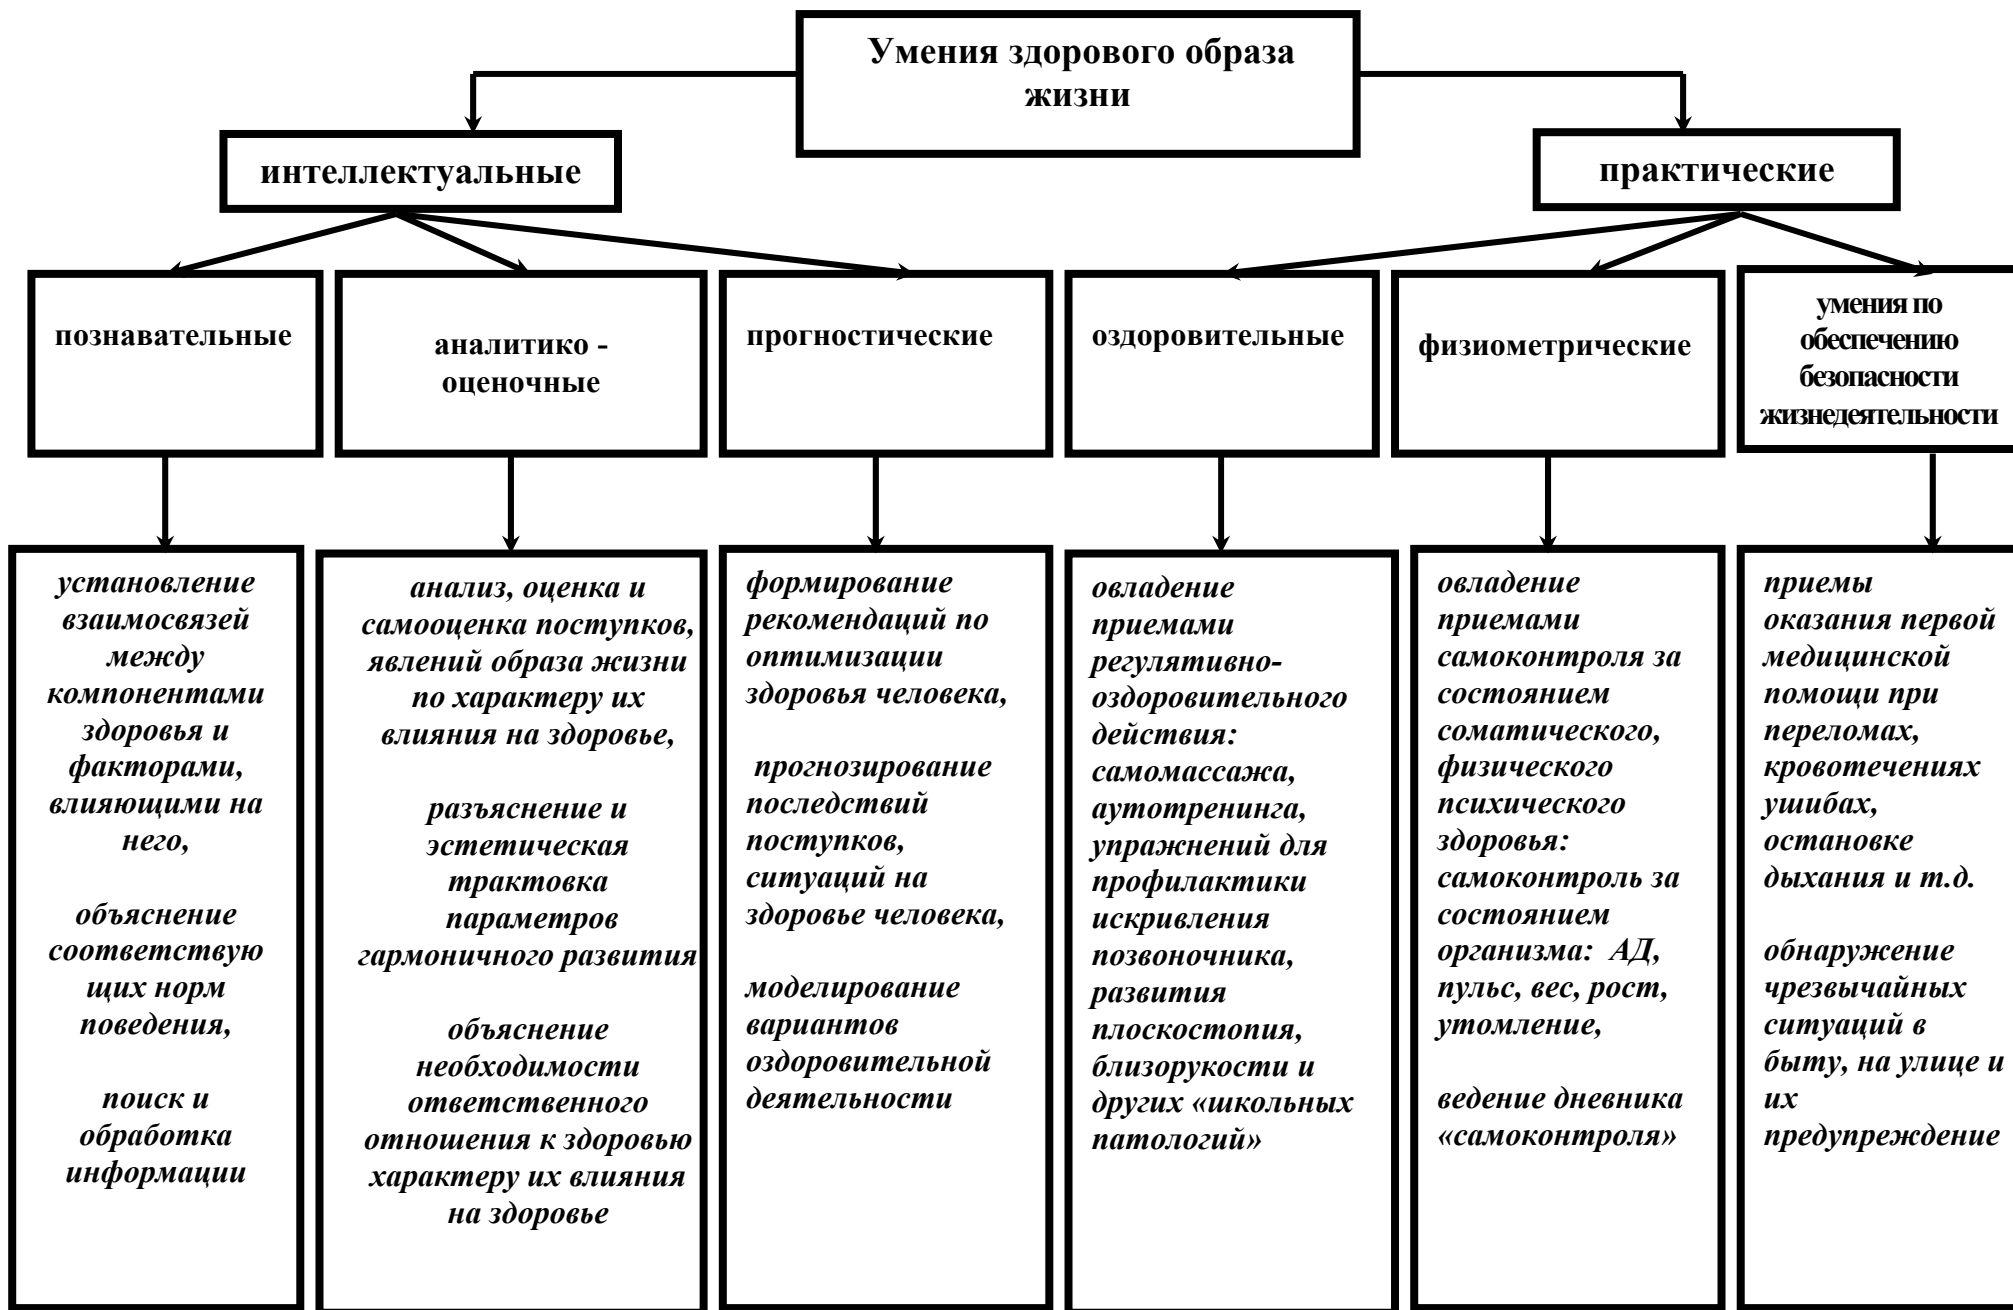 Умения здорового образа
жизни
интеллектуальные
практические
познавательные
аналитико -
оценочные
прогностические
оздоровительные
физиометрические
умения по
обеспечению
безопасности
жизнедеятельности
установление
взаимосвязей
между
компонентами
здоровья и
факторами,
влияющими на
него,
объяснение
соответствую
щих норм
поведения,
поиск и
обработка
информации
анализ, оценка и
самооценка поступков,
явлений образа жизни
по характеру их
влияния на здоровье,
разъяснение и
эстетическая
трактовка
параметров
гармоничного развития
объяснение
необходимости
ответственного
отношения к здоровью
характеру их влияния
на здоровье
формирование
рекомендаций по
оптимизации
здоровья человека,
прогнозирование
последствий
поступков,
ситуаций на
здоровье человека,
моделирование
вариантов
оздоровительной
деятельности
овладение
приемами
регулятивно-
оздоровительного
действия:
самомассажа,
аутотренинга,
упражнений для
профилактики
искривления
позвоночника,
развития
плоскостопия,
близорукости и
других «школьных
патологий»
овладение
приемами
самоконтроля за
состоянием
соматического,
физического
психического
здоровья:
самоконтроль за
состоянием
организма: АД,
пульс, вес, рост,
утомление,
ведение дневника
«самоконтроля»
приемы
оказания первой
медицинской
помощи при
переломах,
кровотечениях
ушибах,
остановке
дыхания и т.д.
обнаружение
чрезвычайных
ситуаций в
быту, на улице и
их
предупреждение